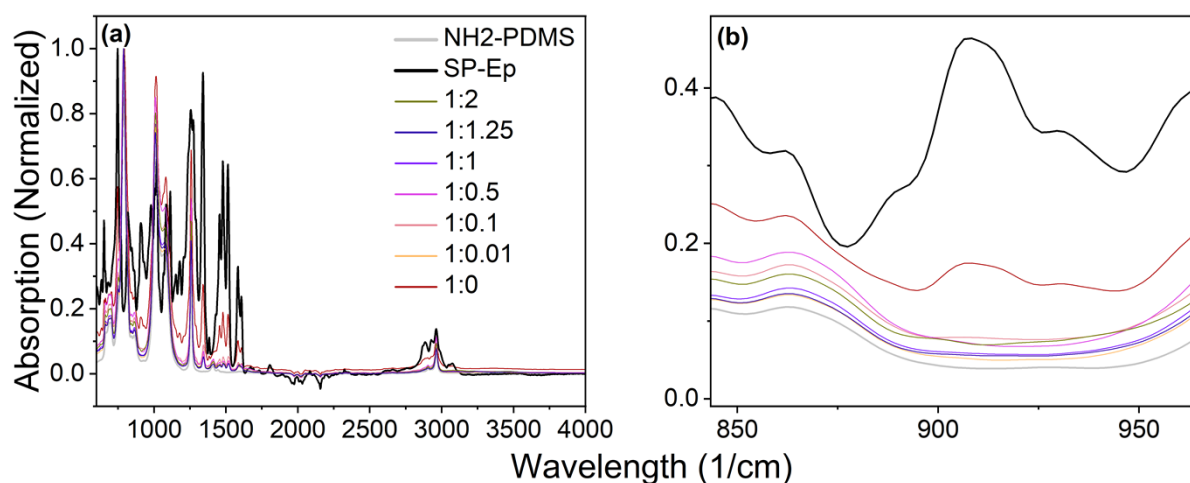 (a)
Absorption (Normalized)
1.0
0.8
0.6
0.4
0.2
0.0
NH2-PDMS
SP-Ep
1:2
1:1.25
1:1
1:0.5
1:0.1
1:0.01
1:0
1000 1500 2000 2500 3000 3500 4000
(b)
0.4
0.2
0.0
850 900 950
Wavelength (1/cm)